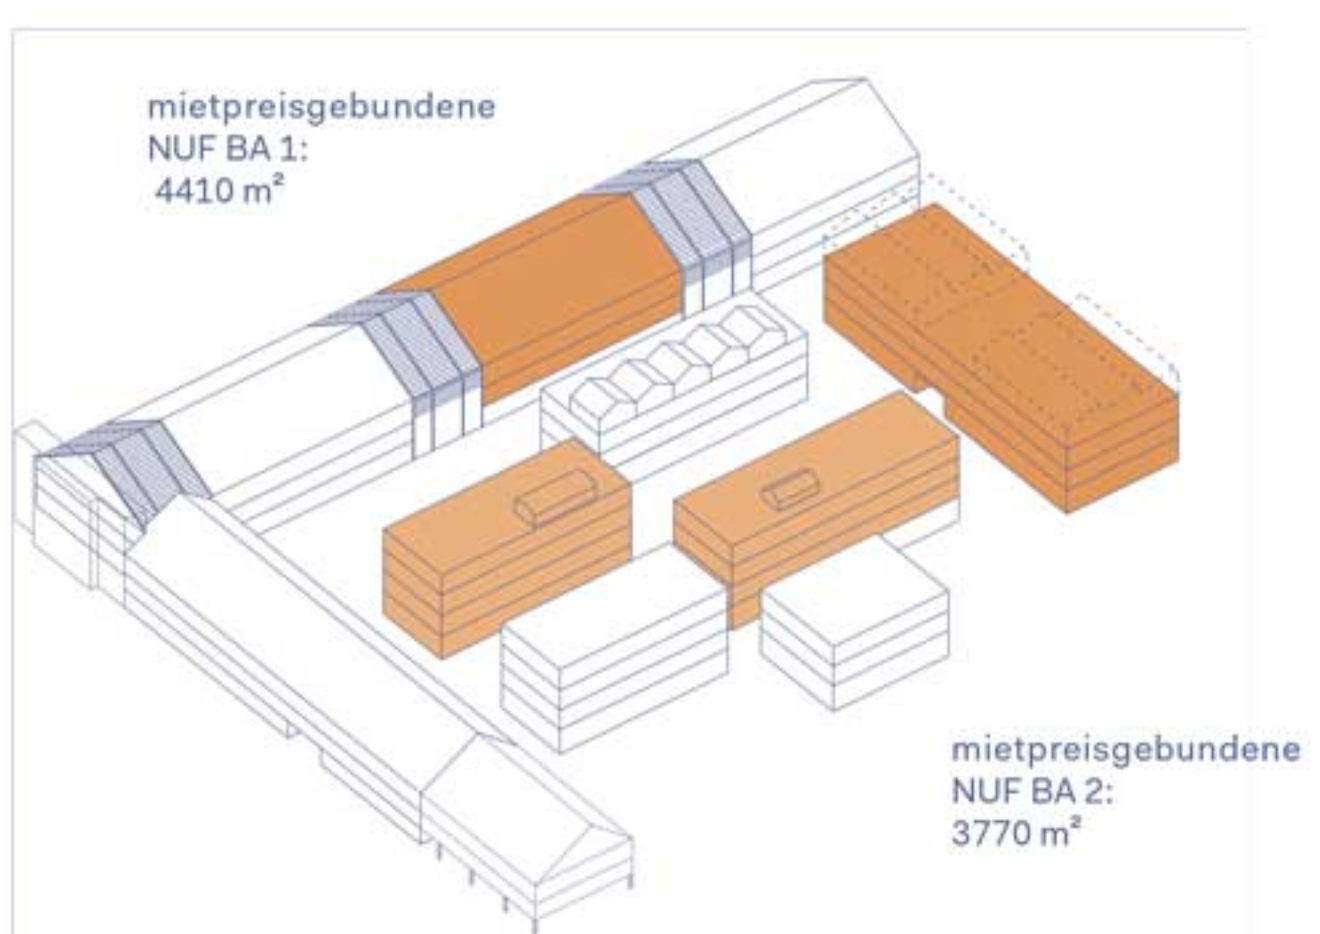 mietpreisgebundene
NUF BA 1:
4410 m²
mietpreisgebundene
NUF BA 2:
3770 m²